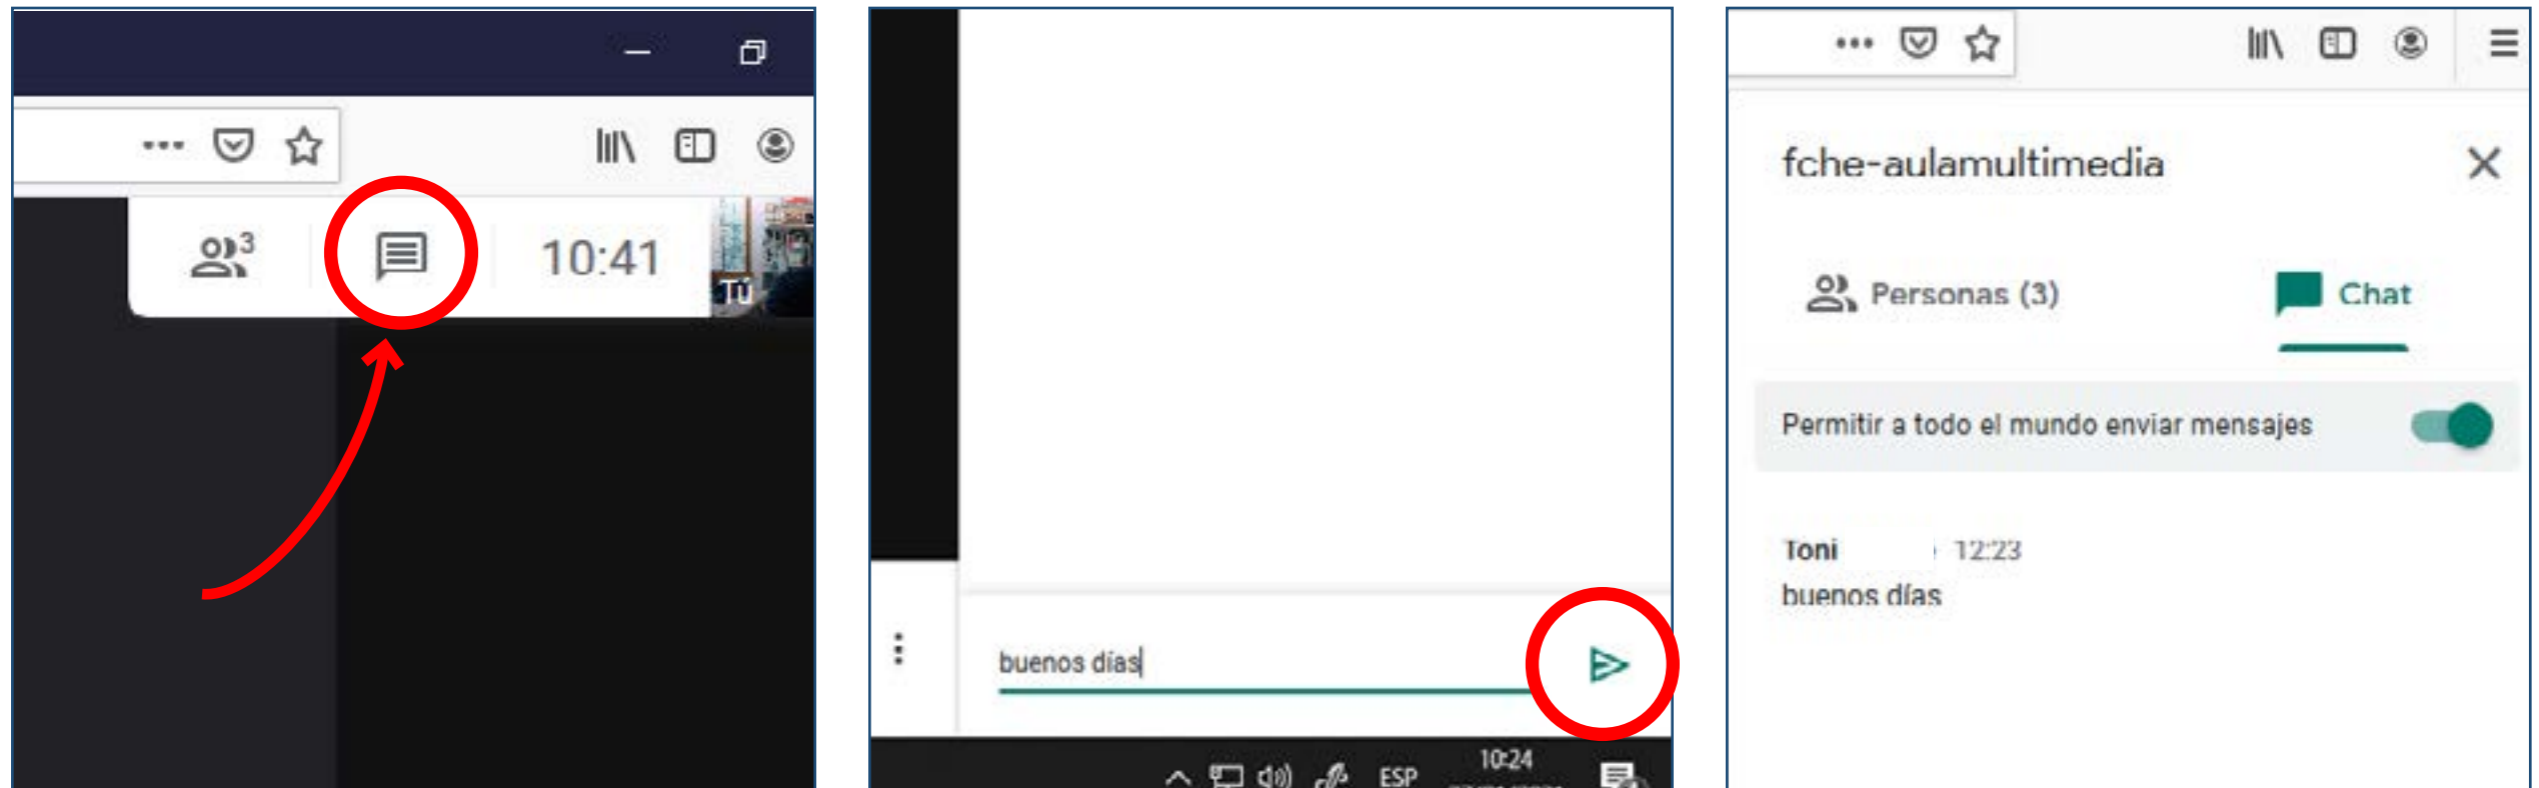 3
10:41
Tú
buenos días
ESP
10:24
fche-aulamultimedia
Personas (3)
Chat
Permitir a todo el mundo enviar mensajes
Toni 12:23
buenos días